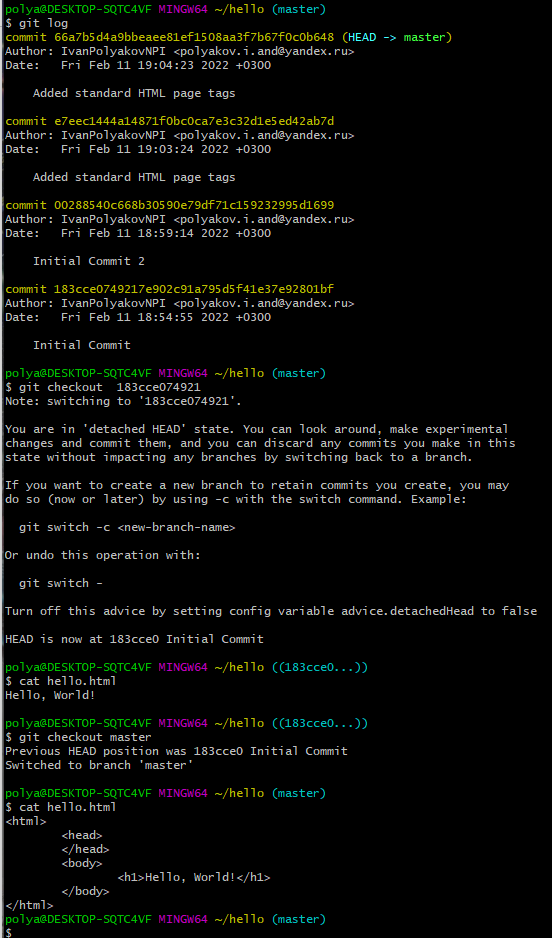 polya@DESKTOP-SQTC4VF MINGW64 ~/hello (master)
$ git log
commit 66a7b5d4a9bbeaee81ef1508aa3f7b67f0c0b648 (HEAD -> master)
Author: IvanPolyakovNPI <polyakov.i.and@yandex.ru>
Date:   Fri Feb 11 19:04:23 2022 +0300

    Added standard HTML page tags

commit e7eec1444a14871f0bc0ca7e3c32d1e5ed42ab7d
Author: IvanPolyakovNPI <polyakov.i.and@yandex.ru>
Date:   Fri Feb 11 19:03:24 2022 +0300

    Added standard HTML page tags

commit 00288540c668b30590e79df71c159232995d1699
Author: IvanPolyakovNPI <polyakov.i.and@yandex.ru>
Date:   Fri Feb 11 18:59:14 2022 +0300

    Initial Commit 2

commit 183cce0749217e902c91a795d5f41e37e92801bf
Author: IvanPolyakovNPI <polyakov.i.and@yandex.ru>
Date:   Fri Feb 11 18:54:55 2022 +0300

    Initial Commit

polya@DESKTOP-SQTC4VF MINGW64 ~/hello (master)
$ git checkout  183cce074921
Note: switching to '183cce074921'.

You are in 'detached HEAD' state. You can look around, make experimental
changes and commit them, and you can discard any commits you make in this
state without impacting any branches by switching back to a branch.

If you want to create a new branch to retain commits you create, you may
do so (now or later) by using -c with the switch command. Example:

  git switch -c <new-branch-name>

Or undo this operation with:

  git switch -

Turn off this advice by setting config variable advice.detachedHead to false

HEAD is now at 183cce0 Initial Commit

polya@DESKTOP-SQTC4VF MINGW64 ~/hello ((183cce0...))
$ cat hello.html
Hello, World!

polya@DESKTOP-SQTC4VF MINGW64 ~/hello ((183cce0...))
$ git checkout master
Previous HEAD position was 183cce0 Initial Commit
Switched to branch 'master'

polya@DESKTOP-SQTC4VF MINGW64 ~/hello (master)
$ cat hello.html
<html>
        <head>
        </head>
        <body>
                <h1>Hello, World!</h1>
        </body>
</html>
polya@DESKTOP-SQTC4VF MINGW64 ~/hello (master)
$